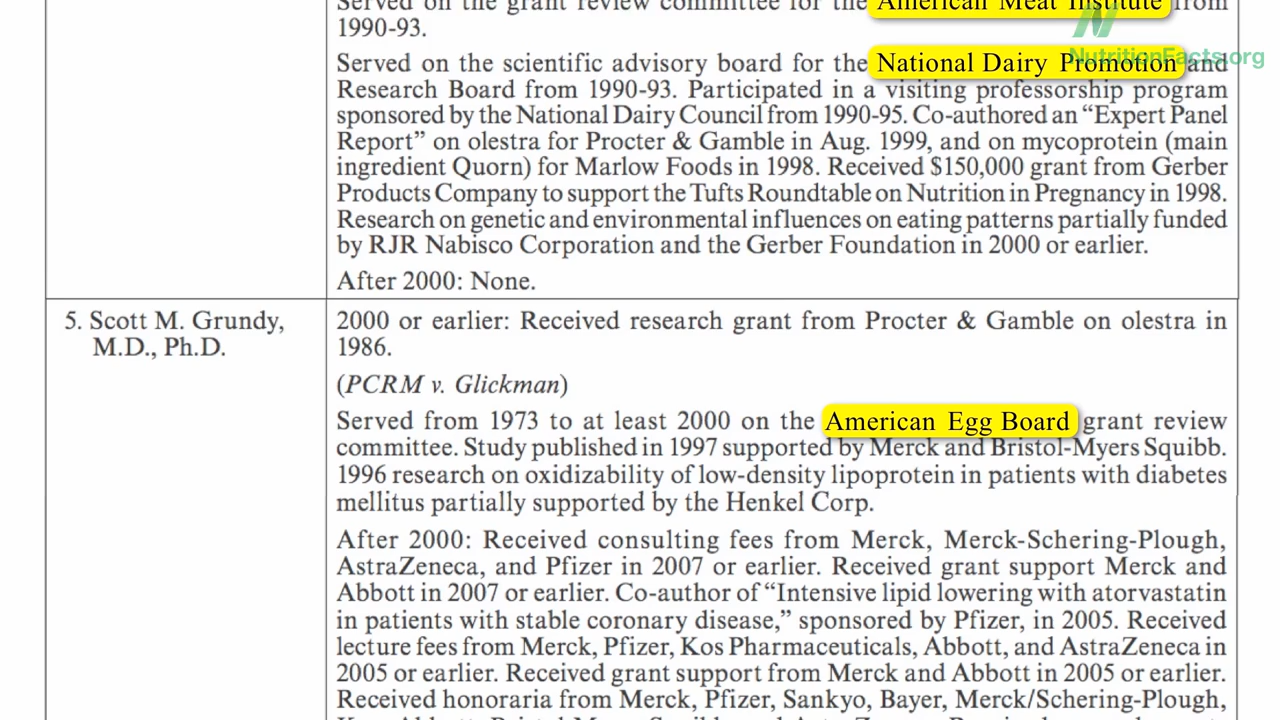 Served on the grant review committee for the American Meat Institute from
1990-93.
NutritionFacts.org
Served on the scientific advisory board for the National Dairy Promotion and
Research Board from 1990-93. Participated in a visiting professorship program
sponsored by the National Dairy Council from 1990-95. Co-authored an “Expert Panel
Report” on olestra for Procter & Gamble in Aug. 1999, and on mycoprotein (main
ingredient Quorn) for Marlow Foods in 1998. Received $150,000 grant from Gerber
Products Company to support the Tufts Roundtable on Nutrition in Pregnancy in 1998.
Research on genetic and environmental influences on eating patterns partially funded
by RJR Nabisco Corporation and the Gerber Foundation in 2000 or earlier.
After 2000: None.
5. Scott M. Grundy,
M.D., Ph.D.
2000 or earlier: Received research grant from Procter & Gamble on olestra in
1986.
(PCRM v. Glickman)
Served from 1973 to at least 2000 on the American Egg Board grant review
committee. Study published in 1997 supported by Merck and Bristol-Myers Squibb.
1996 research on oxidizability of low-density lipoprotein in patients with diabetes
mellitus partially supported by the Henkel Corp.
After 2000: Received consulting fees from Merck, Merck-Schering-Plough,
AstraZeneca, and Pfizer in 2007 or earlier. Received grant support Merck and
Abbott in 2007 or earlier. Co-author of “Intensive lipid lowering with atorvastatin
in patients with stable coronary disease,” sponsored by Pfizer, in 2005. Received
lecture fees from Merck, Pfizer, Kos Pharmaceuticals, Abbott, and AstraZeneca in
2005 or earlier. Received grant support from Merck and Abbott in 2005 or earlier.
Received honoraria from Merck, Pfizer, Sankyo, Bayer, Merck/Schering-Plough,